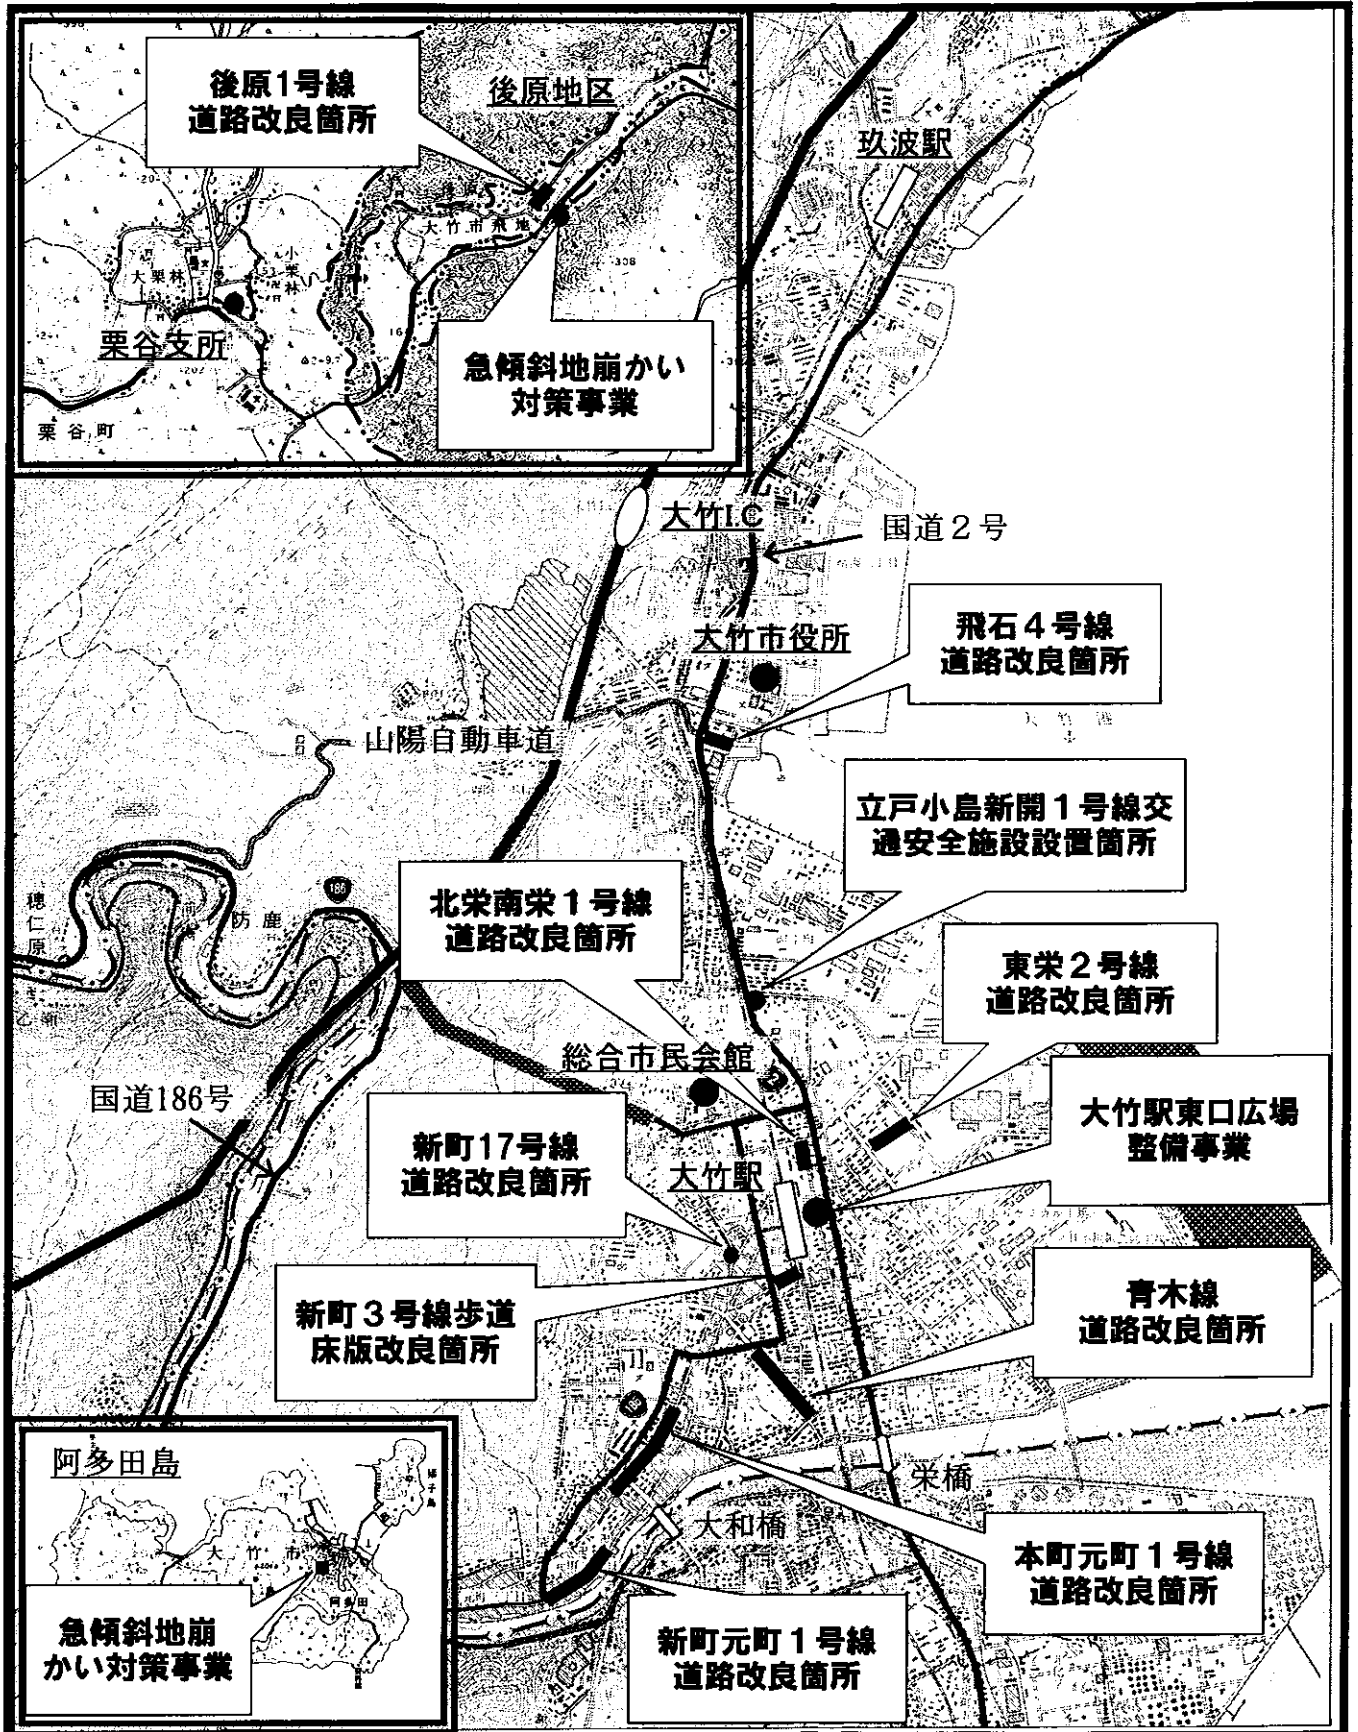 後原1号線
道路改良箇所
後原地区
玖波駅
大竹市飛地
大栗林
小栗林
栗谷支所
急傾斜地崩かい
対策事業
栗谷町
大竹I.C
国道２号
飛石４号線
道路改良箇所
大竹市役所
大竹港
山陽自動車道
立戸小島新開１号線交
通安全施設設置箇所
北栄南栄１号線
道路改良箇所
186
穂仁原
防鹿
東栄２号線
道路改良箇所
総合市民会館
国道186号
大竹駅東口広場
整備事業
新町17号線
道路改良箇所
大竹駅
青木線
道路改良箇所
新町３号線歩道
床版改良箇所
阿多田島
栄橋
大和橋
大竹市
本町元町１号線
道路改良箇所
阿多田
急傾斜地崩
かい対策事業
新町元町１号線
道路改良箇所